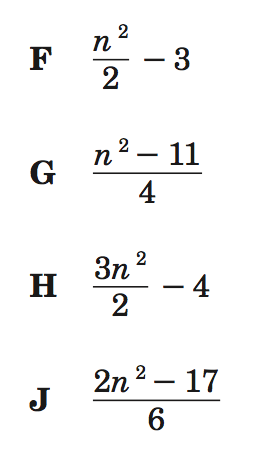 F n²/2 − 3
G (n² − 11)/4
H 3n²/2 − 4
J (2n² − 17)/6